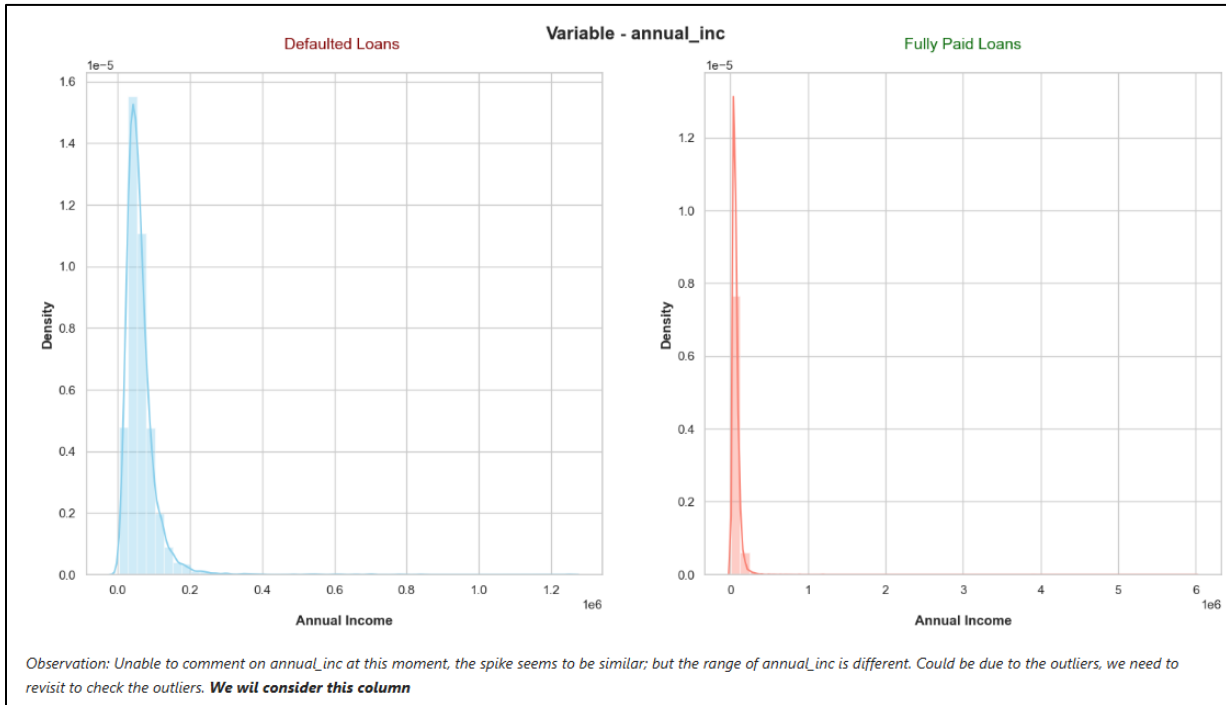 Variable - annual_inc
Defaulted Loans
1e−5
1.6
1.4
1.2
1.0
0.8
0.6
0.4
0.2
0.0
Density
0.0 0.2 0.4 0.6 0.8 1.0 1.2
1e6
Annual Income
Fully Paid Loans
1e−5
1.2
1.0
0.8
0.6
0.4
0.2
0.0
Density
0 1 2 3 4 5 6
1e6
Annual Income
Observation: Unable to comment on annual_inc at this moment, the spike seems to be similar; but the range of annual_inc is different. Could be due to the outliers, we need to
revisit to check the outliers. We wil consider this column